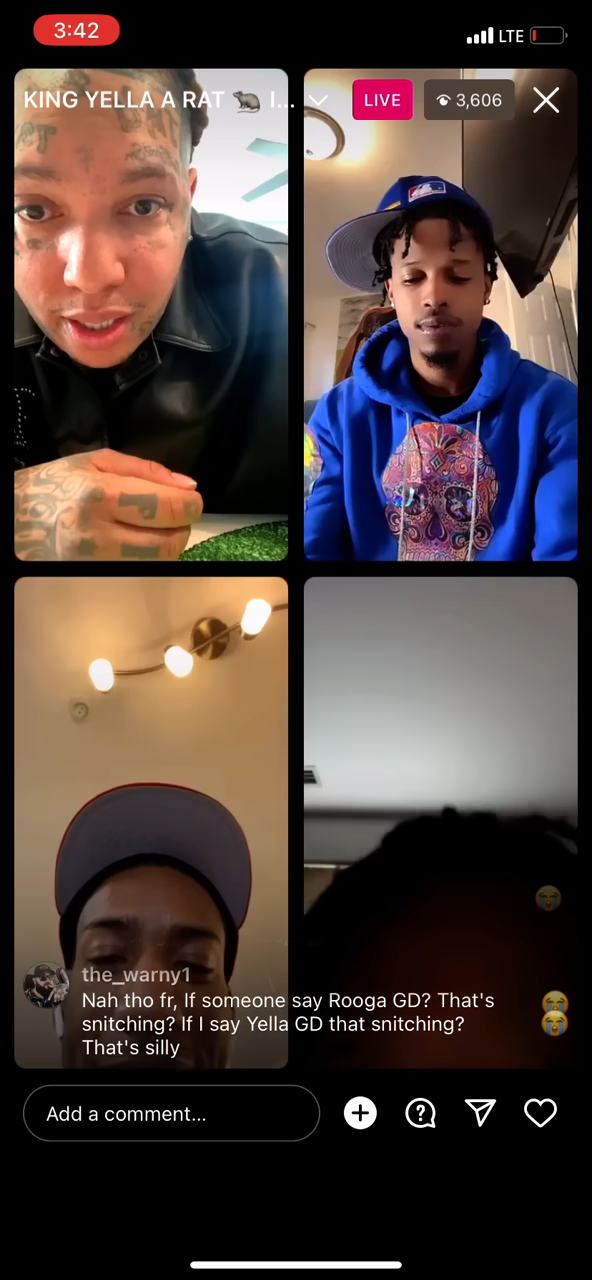 3:42
LTE
KING YELLA A RAT 🐀 I...
LIVE
3,606
the_warny1
Nah tho fr, If someone say Rooga GD? That's
snitching? If I say Yella GD that snitching?
That's silly
Add a comment...